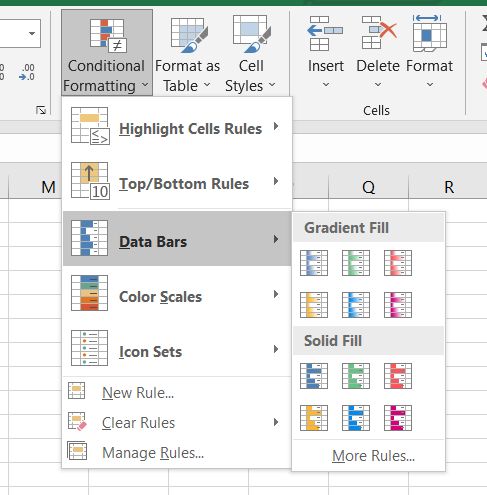 Conditional Formatting
Format as Table
Cell Styles
Insert
Delete
Format
Cells
Highlight Cells Rules
Top/Bottom Rules
10
Data Bars
Color Scales
Icon Sets
New Rule...
Clear Rules
Manage Rules...
M
Q
R
Gradient Fill
Solid Fill
More Rules...